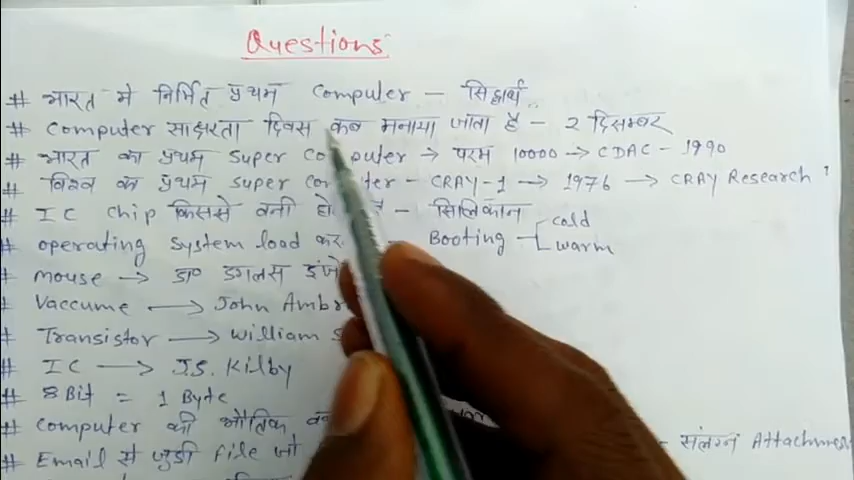 Questions
# भारत मे निर्मित प्रथम Computer — सिद्धार्थ
# Computer साक्षरता दिवस कब मनाया जाता है - 2 दिसम्बर
# भारत का प्रथम Super Computer → परम 10000 → CDAC - 1990
# विश्व का प्रथम Super Computer - CRAY-1 → 1976 → CRAY Research
# IC Chip किससे बनी - सिलिकान
# operating System load Booting - cold
warm
# mouse → डा० डगलस
# Vaccume → John
# Transistor → William
# IC → J.S. Kilby
# 8 Bit = 1 Byte
# Computer की भौतिक
# Email से जुडी File जो - संलग्नं Attachment